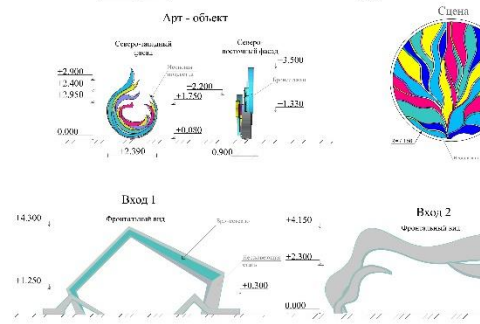 Арт - объект
Сцена
Северо-западный
фасад
Северо-
восточный фасад
−2.900
+2.400
+3.950
0.000
+1.750
+0.080
+2.390
−2.200
−3.500
−1.330
0.900
Вход 1
Фронтальный вид
+4.300
+1.250
+0.300
Вход 2
Фронтальный вид
+4.150
+2.300
0.000